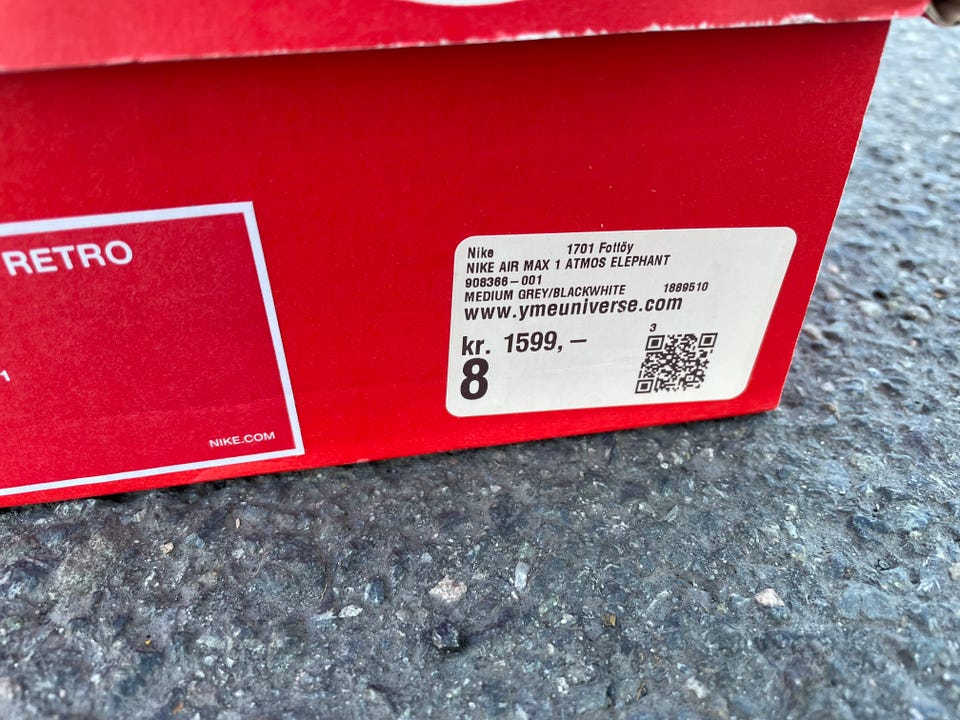 RETRO
1
NIKE.COM
Nike 1701 Fottöy
NIKE AIR MAX 1 ATMOS ELEPHANT
908366-001
MEDIUM GREY/BLACKWHITE 1889510
www.ymeuniverse.com
3
kr. 1599,–
8